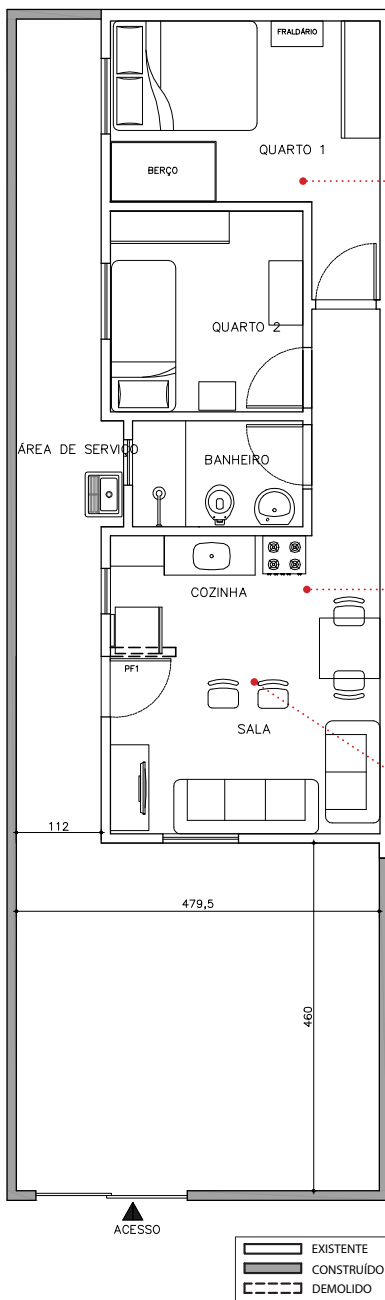 FRALDÁRIO
QUARTO 1
BERÇO
QUARTO 2
ÁREA DE SERVIÇO
BANHEIRO
COZINHA
PF1
SALA
112
479,5
460
ACESSO
EXISTENTE
CONSTRUÍDO
DEMOLIDO